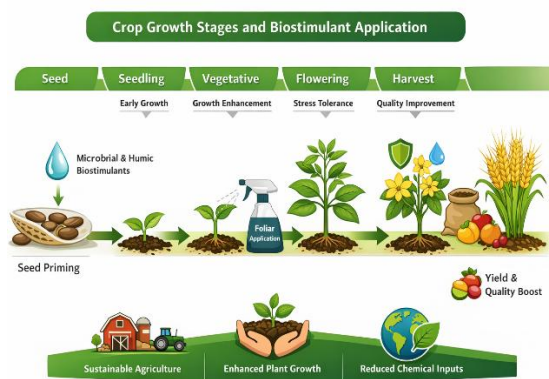 Crop Growth Stages and Biostimulant Application
Seed
Seedling
Vegetative
Flowering
Harvest
Early Growth
Growth Enhancement
Stress Tolerance
Quality Improvement
Microbrial & Humic
Biostimulants
Foliar
Application
Seed Priming
Yield &
Quality Boost
Sustainable Agriculture
Enhanced Plant Growth
Reduced Chemical Inputs